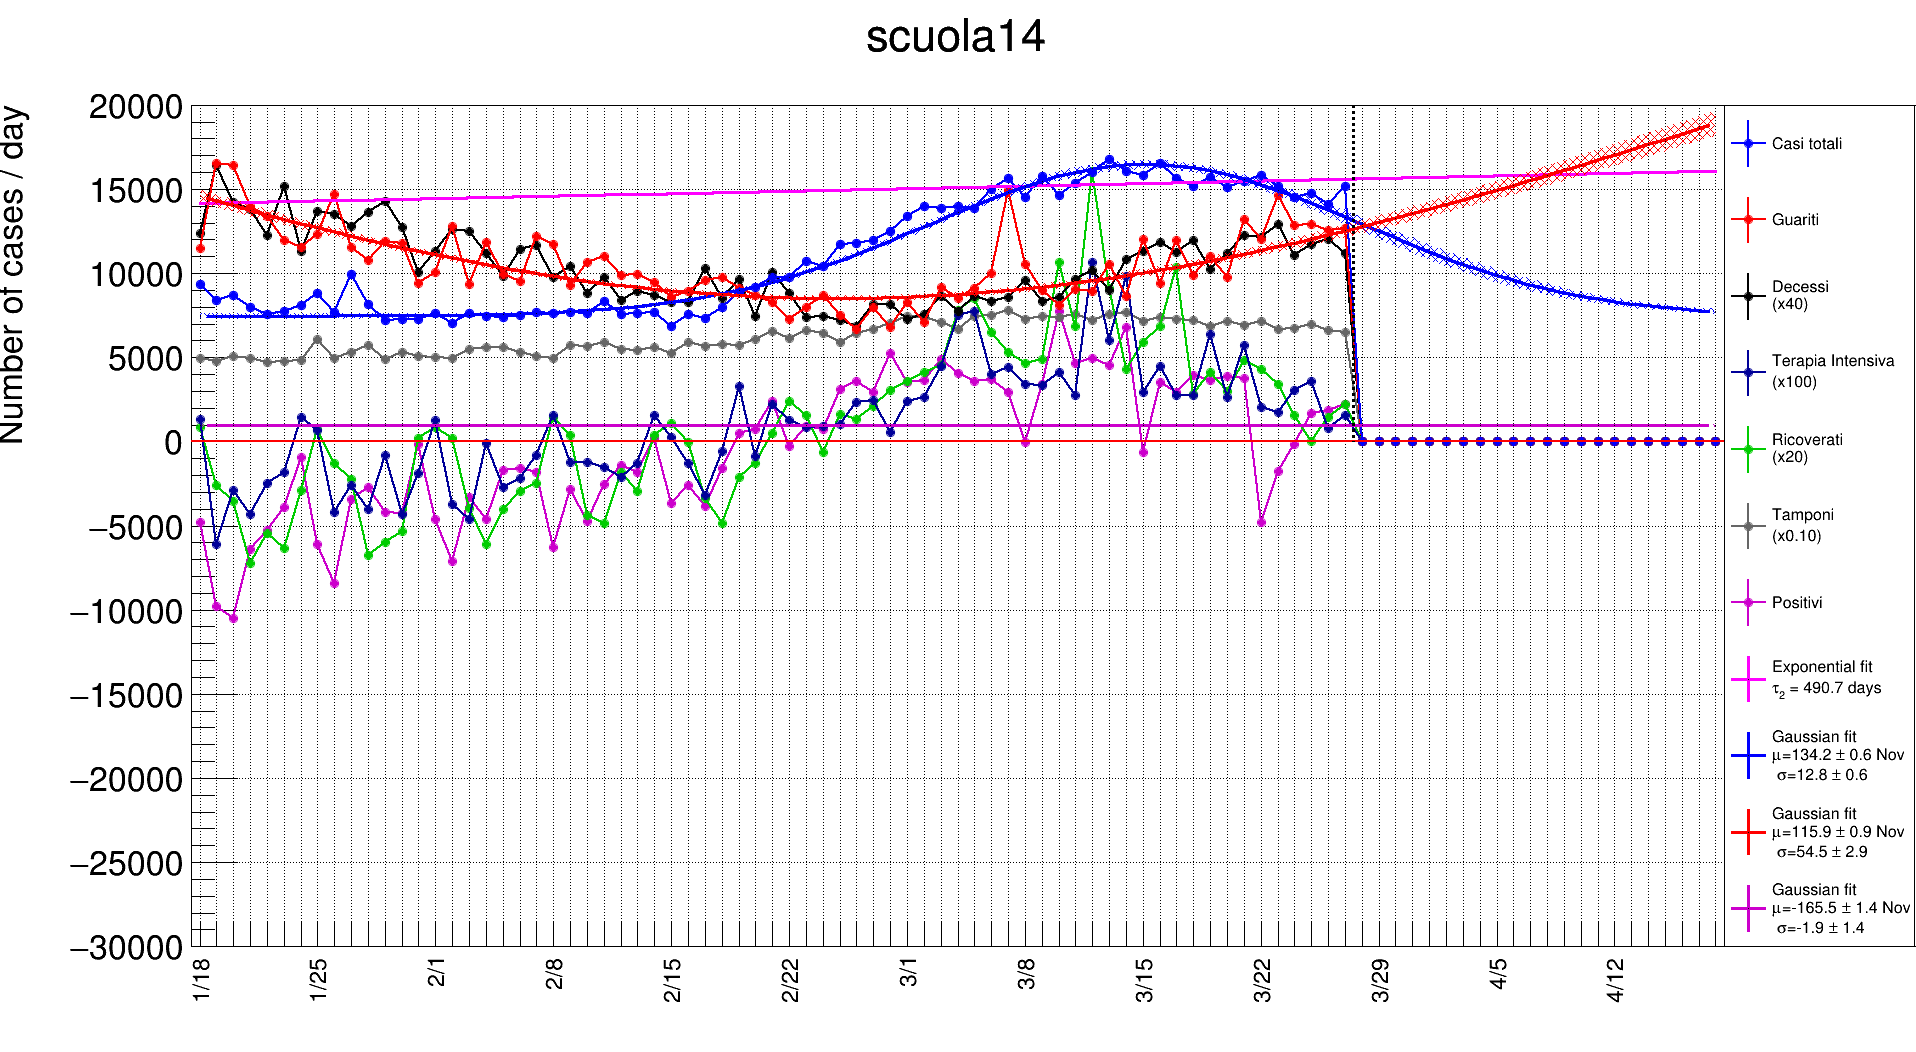 scuola14
Number of cases / day
20000
15000
10000
5000
0
−5000
−10000
−15000
−20000
−25000
−30000
1/18
1/25
2/1
2/8
2/15
2/22
3/1
3/8
3/15
3/22
3/29
4/5
4/12
Casi totali
Guariti
Decessi
(x40)
Terapia Intensiva
(x100)
Ricoverati
(x20)
Tamponi
(x0.10)
Positivi
Exponential fit
τ2 = 490.7 days
Gaussian fit
μ=134.2 ± 0.6 Nov
σ=12.8 ± 0.6
Gaussian fit
μ=115.9 ± 0.9 Nov
σ=54.5 ± 2.9
Gaussian fit
μ=-165.5 ± 1.4 Nov
σ=-1.9 ± 1.4